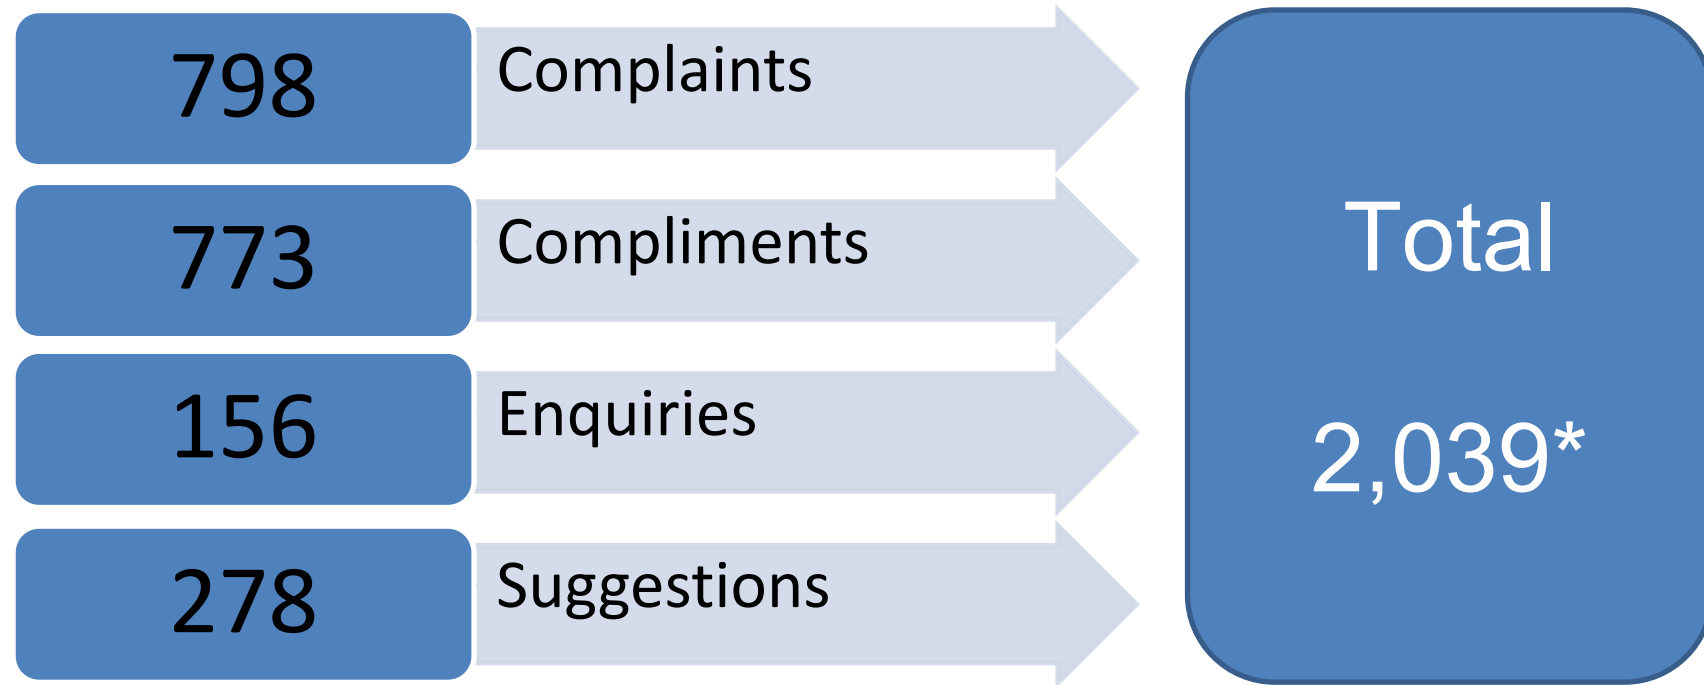 798
Complaints
773
Compliments
156
Enquiries
278
Suggestions
Total
2,039*